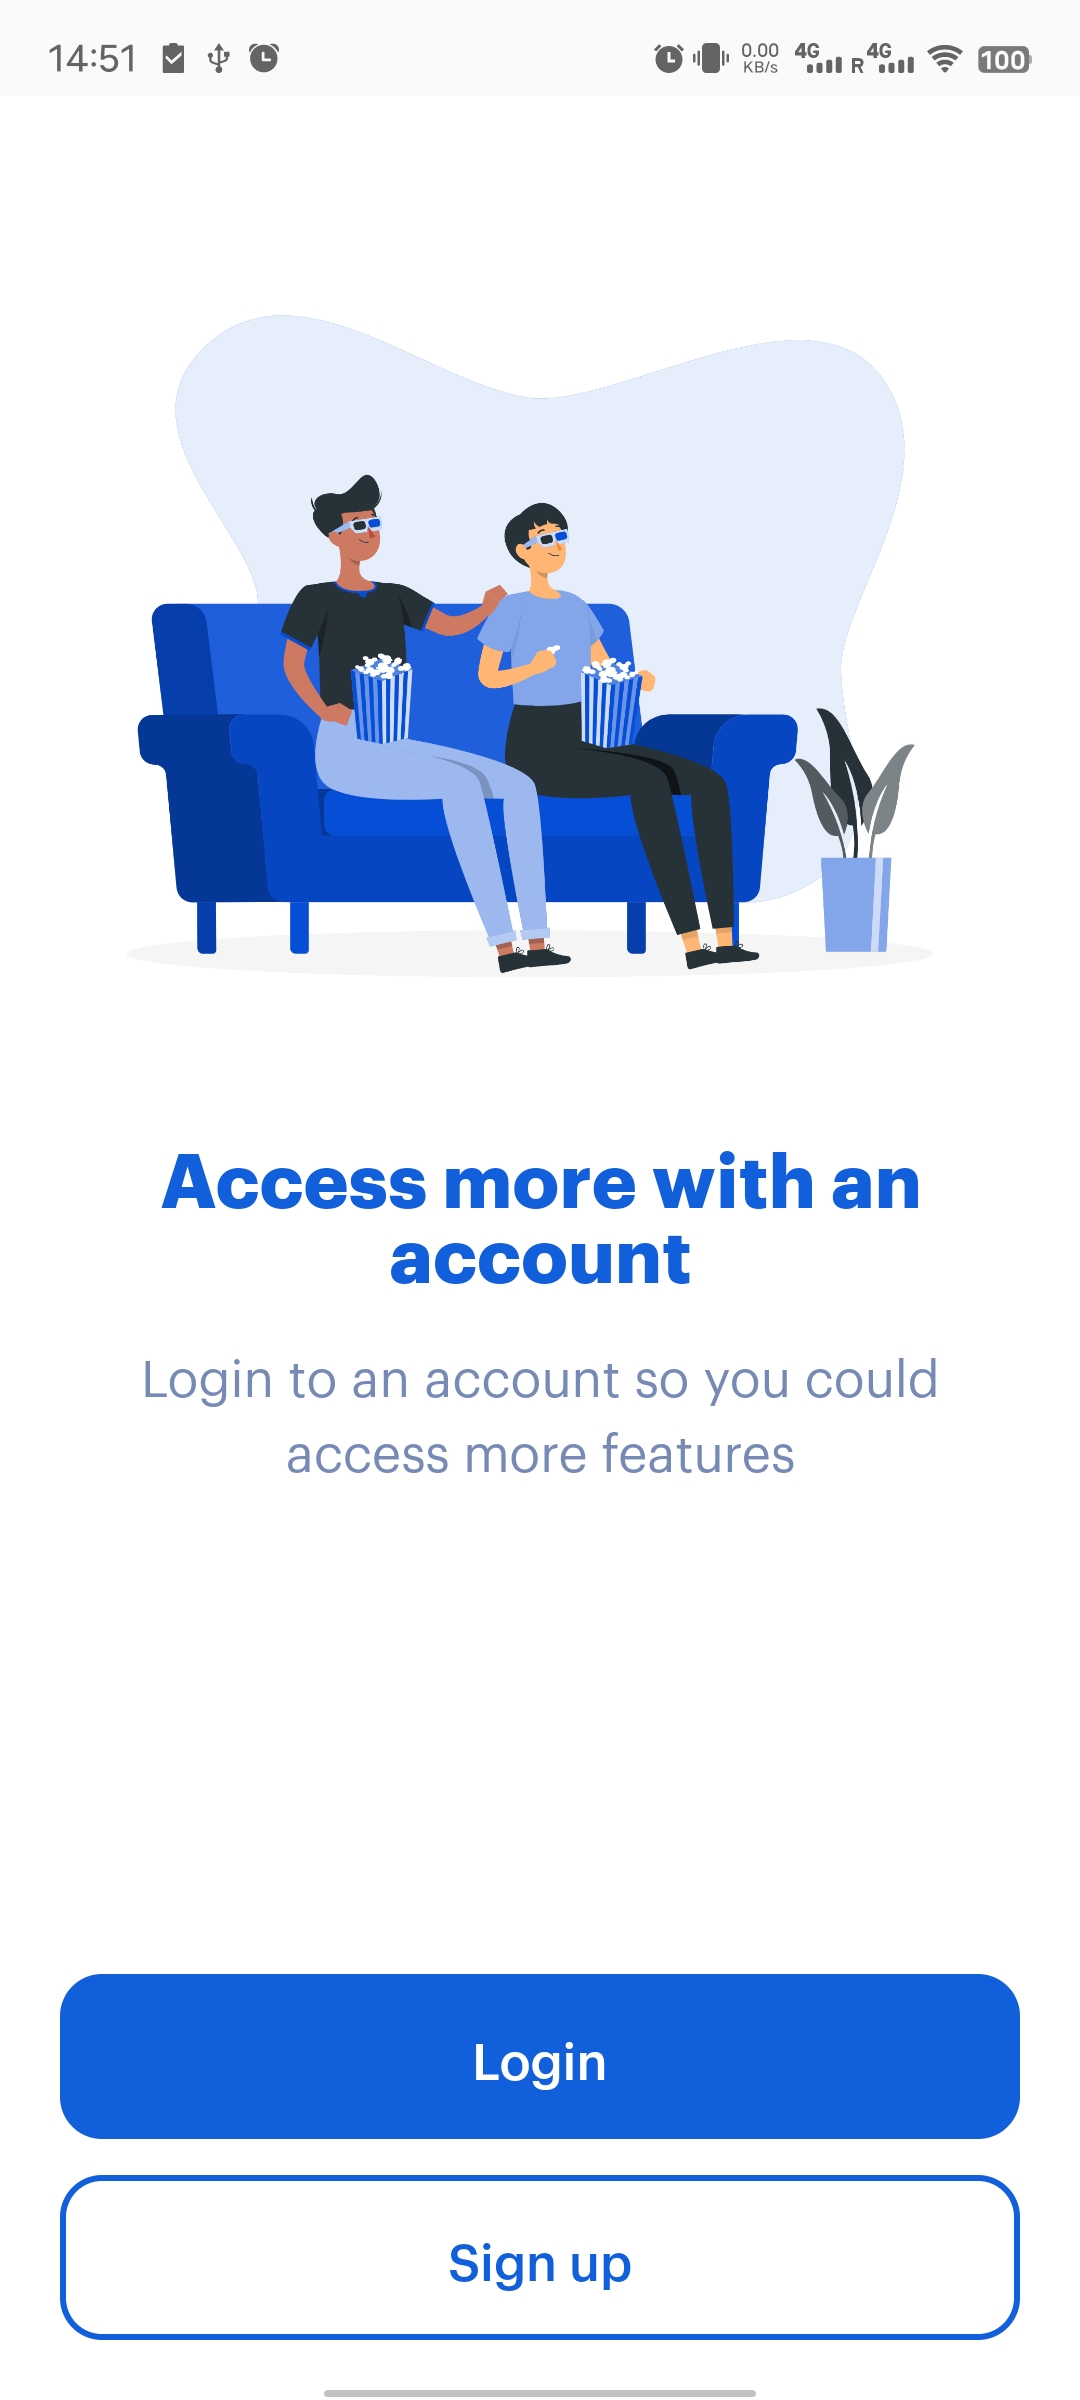 14:51 0.00 KB/s 4G R 4G 100
Access more with an
account
Login to an account so you could
access more features
Login
Sign up